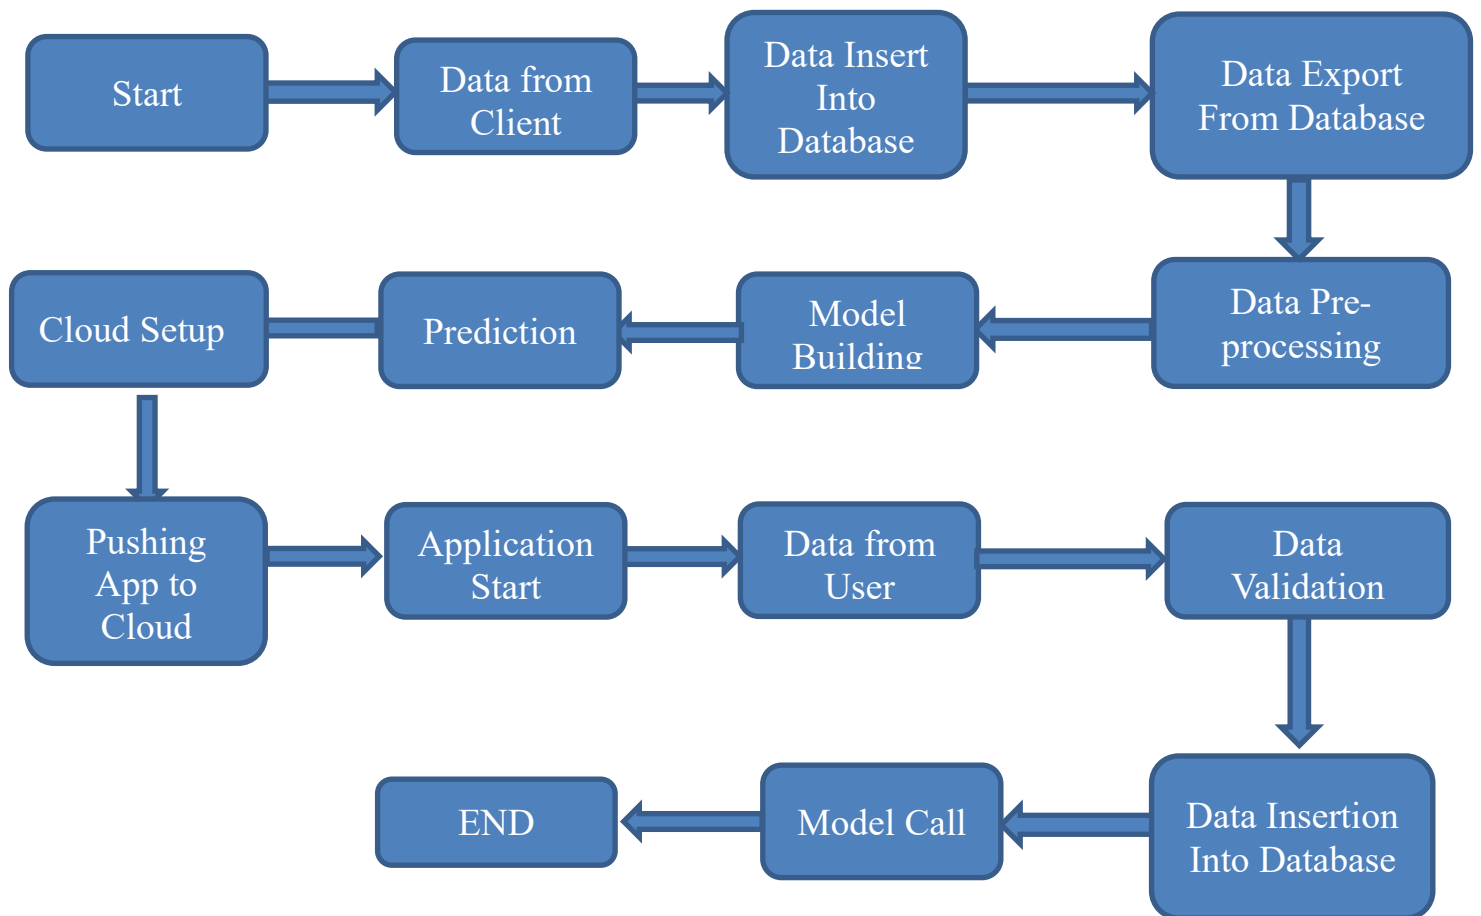 Start
Data from
Client
Data Insert
Into
Database
Data Export
From Database
Cloud Setup
Prediction
Model
Building
Data Pre-
processing
Pushing
App to
Cloud
Application
Start
Data from
User
Data
Validation
END
Model Call
Data Insertion
Into Database